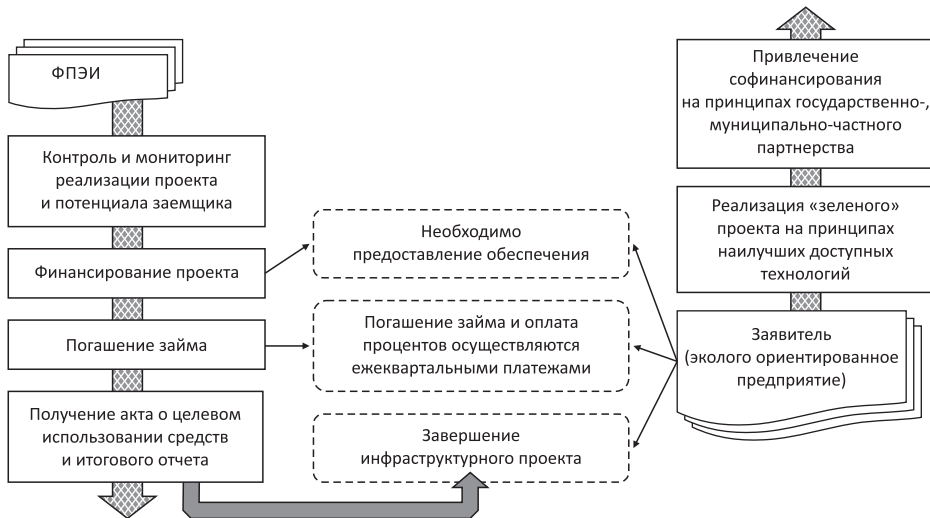 ФПЭИ
Контроль и мониторинг
реализации проекта
и потенциала заемщика
Финансирование проекта
Погашение займа
Получение акта о целевом
использовании средств
и итогового отчета
Необходимо
предоставление обеспечения
Погашение займа и оплата
процентов осуществляются
ежеквартальными платежами
Завершение
инфраструктурного проекта
Привлечение
софинансирования
на принципах государственно-,
муниципально-частного
партнерства
Реализация «зеленого»
проекта на принципах
наилучших доступных
технологий
Заявитель
(эколого ориентированное
предприятие)